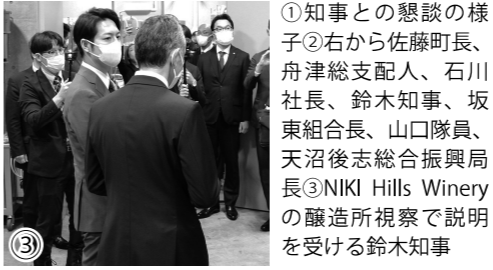 ①知事との懇談の様
子②右から佐藤町長、
舟津総支配人、石川
社長、鈴木知事、坂
東組合長、山口隊員、
天沼後志総合振興局
長③NIKI Hills Winery
の醸造所視察で説明
を受ける鈴木知事
③